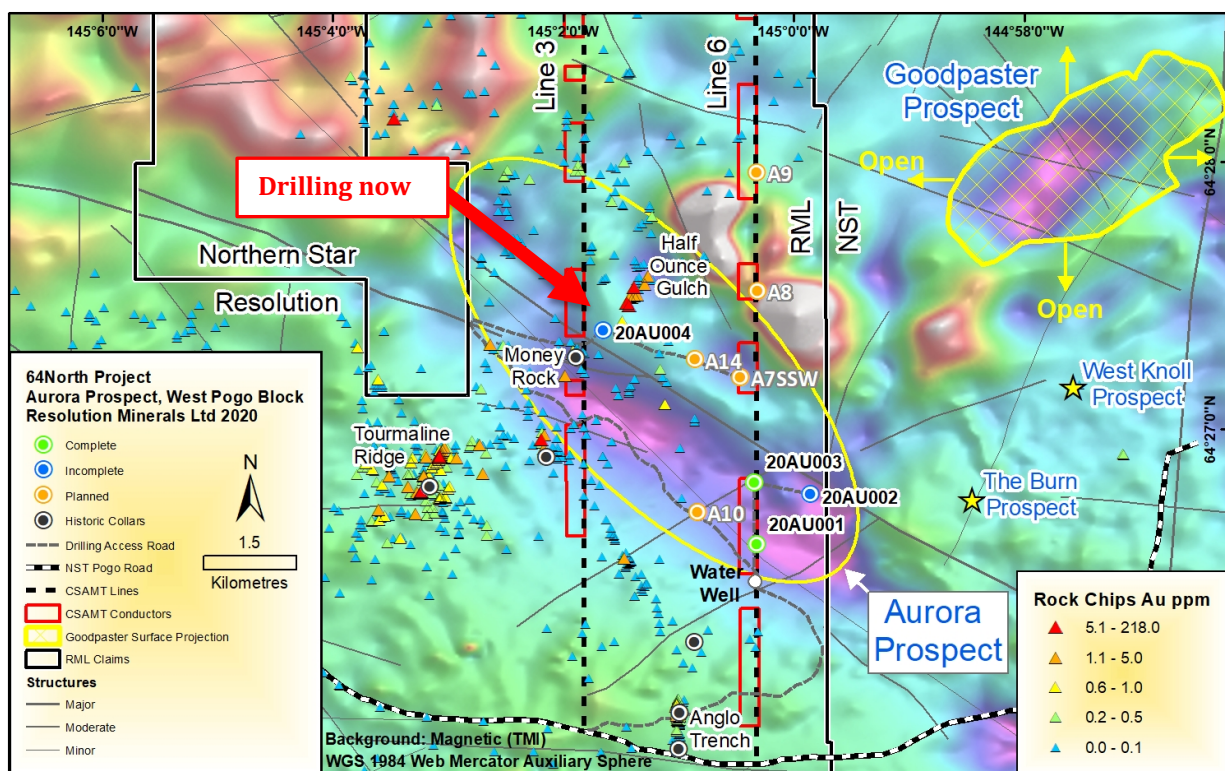 145°6'0"W
145°4'0"W
145°2'0"W
145°0'0"W
144°58'0"W
Line 3
Line 6
Goodpaster
Prospect
Open
Open
Open
64°28'0"N
Drilling now
A9
RML
NST
Half
Ounce
Gulch
Northern Star
Resolution
A8
20AU004
Money
Rock
A14
A7SSW
West Knoll
Prospect
64°27'0"N
Tourmaline
Ridge
20AU003
20AU002
The Burn
Prospect
A10
20AU001
Water
Well
Aurora
Prospect
Anglo
Trench
64North Project
Aurora Prospect, West Pogo Block
Resolution Minerals Ltd 2020
Complete
Incomplete
Planned
Historic Collars
Drilling Access Road
NST Pogo Road
CSAMT Lines
CSAMT Conductors
Goodpaster Surface Projection
RML Claims
Structures
Major
Moderate
Minor
N
1.5
Kilometres
Rock Chips Au ppm
5.1 - 218.0
1.1 - 5.0
0.6 - 1.0
0.2 - 0.5
0.0 - 0.1
Background: Magnetic (TMI)
WGS 1984 Web Mercator Auxiliary Sphere